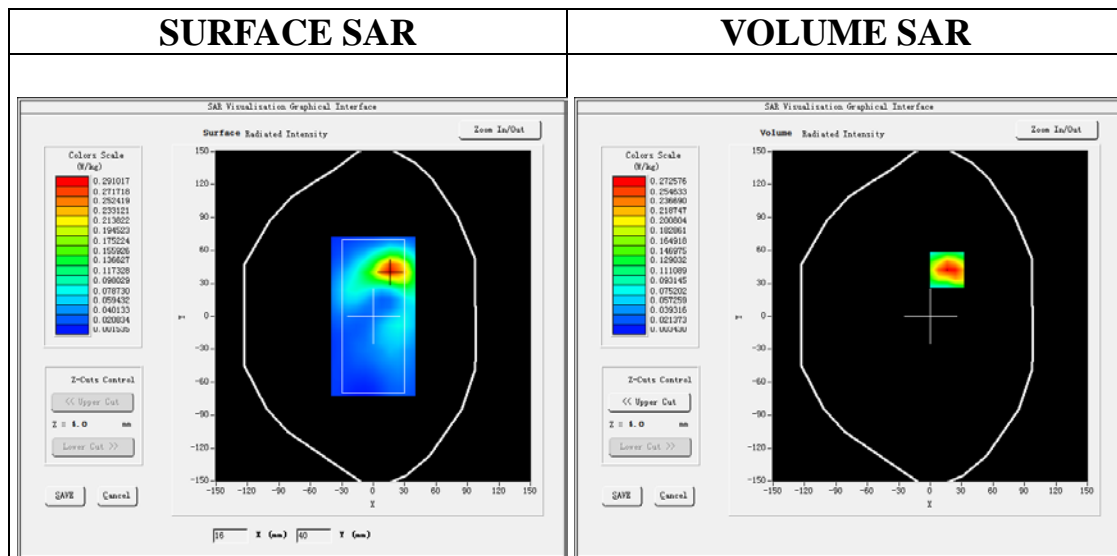 SURFACE SAR
VOLUME SAR
SAR Visualisation Graphical Interface
Surface Radiated Intensity
Zoom In/Out
Colors Scale
(W/kg)
0.291017
0.271718
0.252419
0.233121
0.213822
0.194523
0.175224
0.155926
0.136627
0.117328
0.098029
0.078730
0.059432
0.040133
0.020834
0.001535
Z-Cuts Control
<< Upper Cut
Z = 4.0 mm
Lower Cut >>
SAVE
Cancel
150
120
90
60
30
0
-30
-60
-90
-120
-150
Y
-150 -120 -90 -60 -30 0 30 60 90 120 150
X
16 X (mm) 40 Y (mm)
SAR Visualisation Graphical Interface
Volume Radiated Intensity
Zoom In/Out
Colors Scale
(W/kg)
0.272576
0.254633
0.236690
0.218747
0.200804
0.182861
0.164918
0.146975
0.129032
0.111089
0.093145
0.075202
0.057259
0.039316
0.021373
0.003430
Z-Cuts Control
<< Upper Cut
Z = 4.0 mm
Lower Cut >>
SAVE
Cancel
150
120
90
60
30
0
-30
-60
-90
-120
-150
Y
-150 -120 -90 -60 -30 0 30 60 90 120 150
X